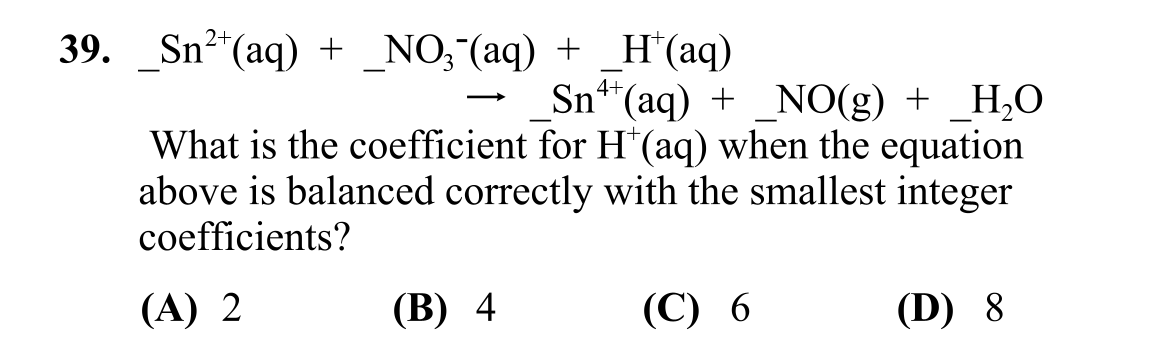 39. _Sn²⁺(aq) + _NO₃⁻(aq) + _H⁺(aq)
→ _Sn⁴⁺(aq) + _NO(g) + _H₂O
What is the coefficient for H⁺(aq) when the equation
above is balanced correctly with the smallest integer
coefficients?
(A) 2 (B) 4 (C) 6 (D) 8